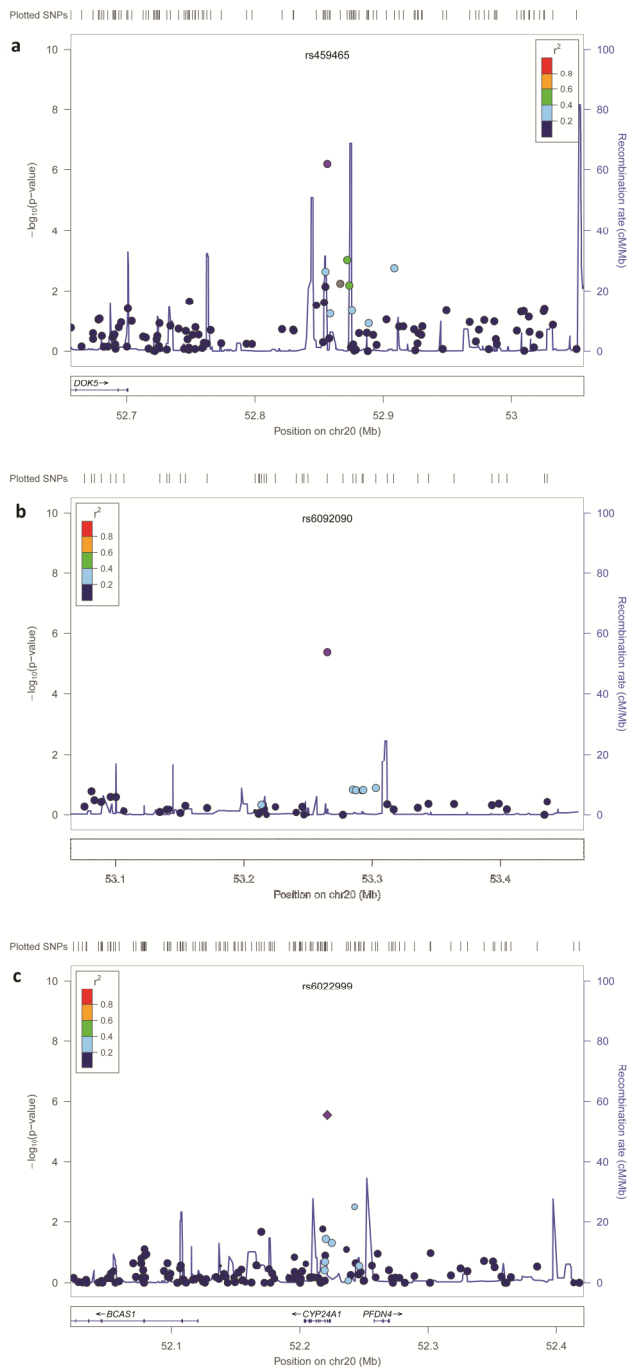 Plotted SNPs
a
rs459465
r2
0.8
0.6
0.4
0.2
10
8
6
4
2
0
−log10(p−value)
100
80
60
40
20
0
Recombination rate (cM/Mb)
DOK5→
52.7
52.8
52.9
53
Position on chr20 (Mb)
Plotted SNPs
b
rs6092090
r2
0.8
0.6
0.4
0.2
10
8
6
4
2
0
−log10(p−value)
100
80
60
40
20
0
Recombination rate (cM/Mb)
53.1
53.2
53.3
53.4
Position on chr20 (Mb)
Plotted SNPs
c
rs6022999
r2
0.8
0.6
0.4
0.2
10
8
6
4
2
0
−log10(p−value)
100
80
60
40
20
0
Recombination rate (cM/Mb)
←BCAS1
←CYP24A1
PFDN4→
52.1
52.2
52.3
52.4
Position on chr20 (Mb)